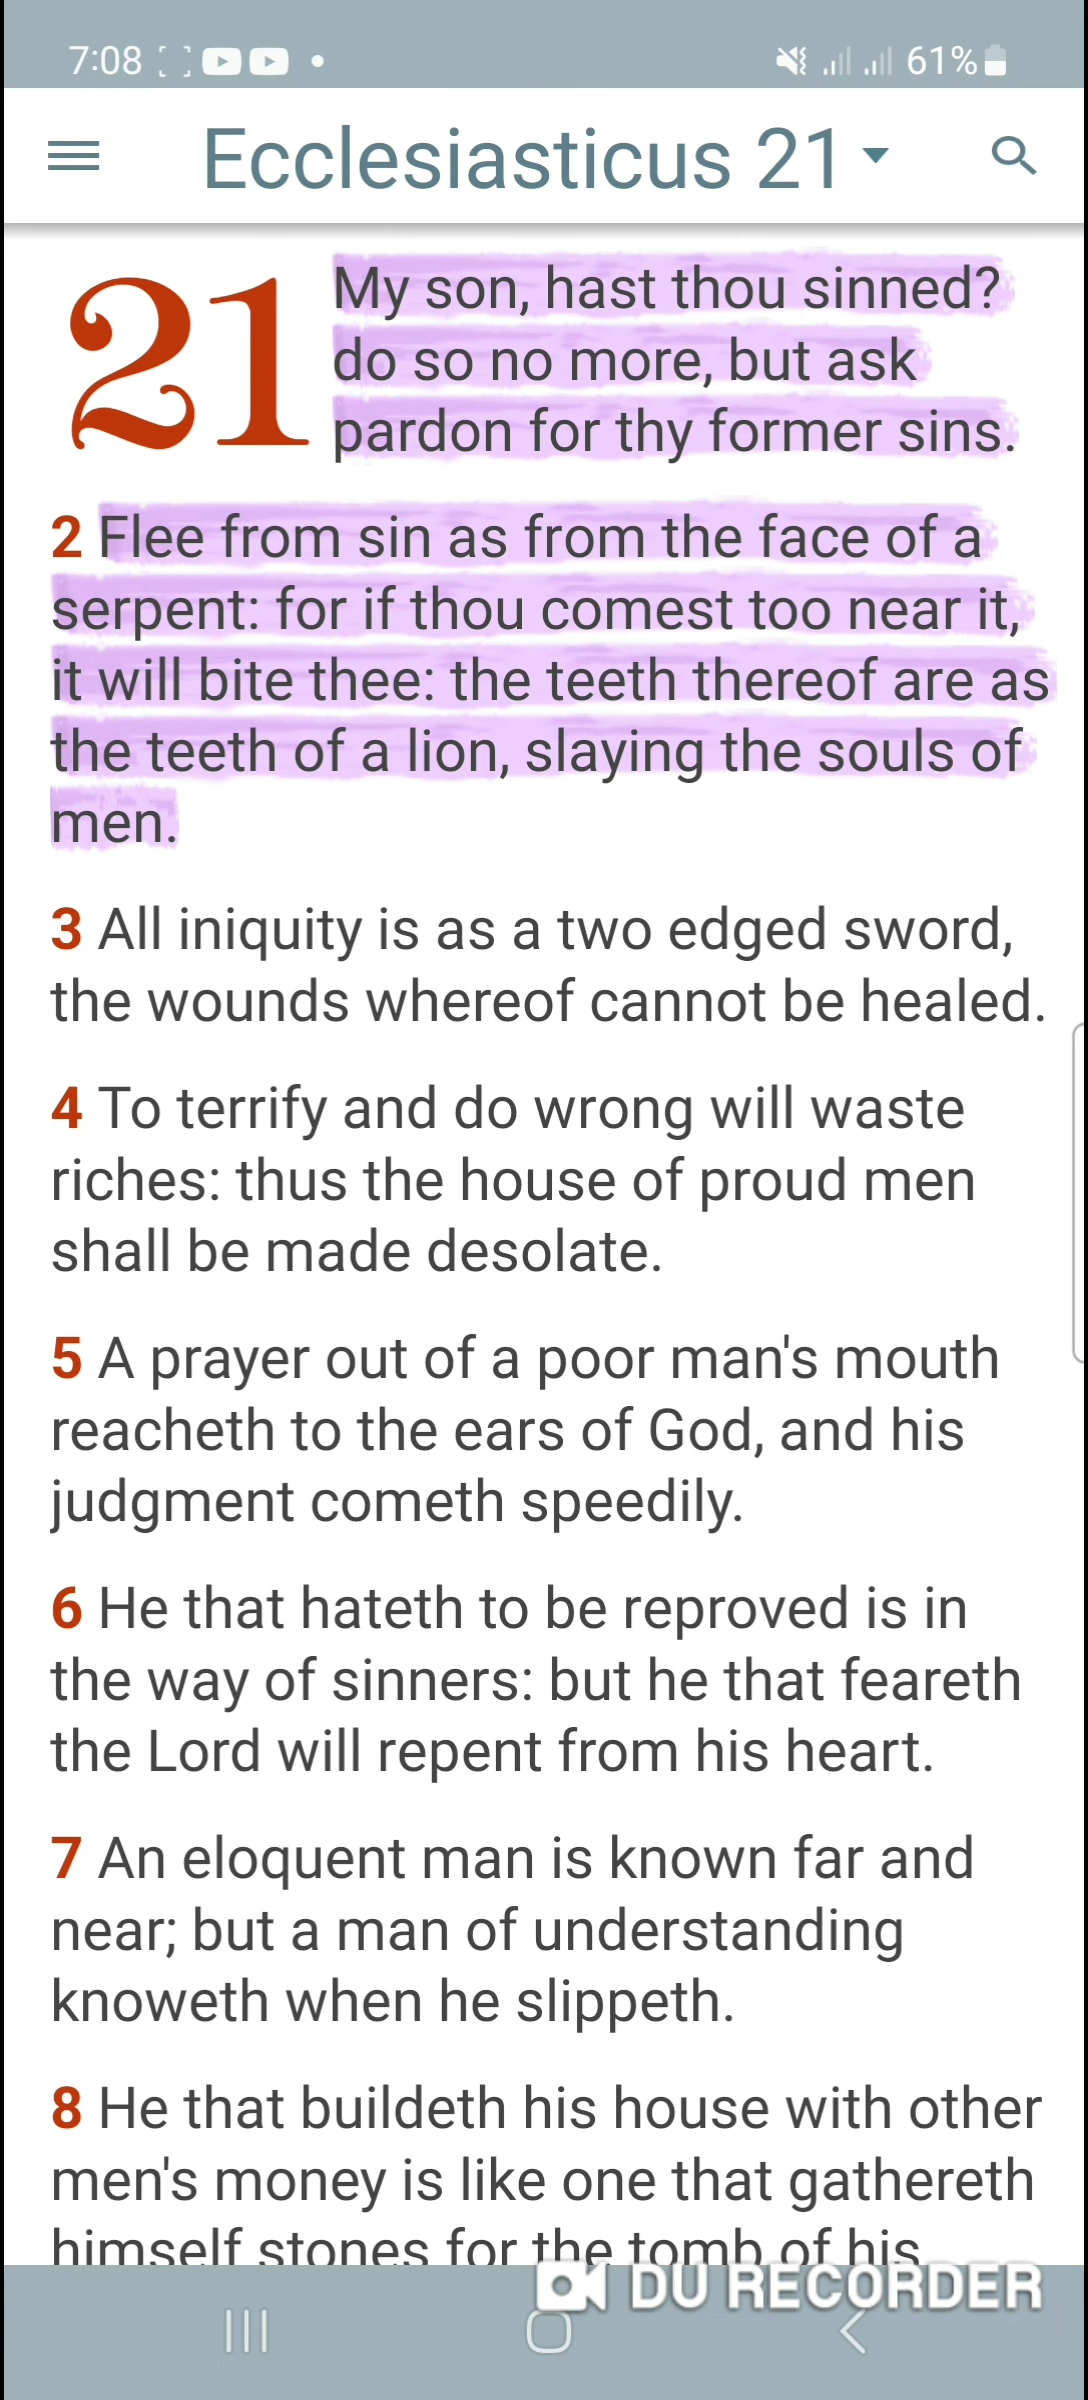 7:08 61%
Ecclesiasticus 21
21 My son, hast thou sinned?
do so no more, but ask
pardon for thy former sins.
2 Flee from sin as from the face of a
serpent: for if thou comest too near it,
it will bite thee: the teeth thereof are as
the teeth of a lion, slaying the souls of
men.
3 All iniquity is as a two edged sword,
the wounds whereof cannot be healed.
4 To terrify and do wrong will waste
riches: thus the house of proud men
shall be made desolate.
5 A prayer out of a poor man's mouth
reacheth to the ears of God, and his
judgment cometh speedily.
6 He that hateth to be reproved is in
the way of sinners: but he that feareth
the Lord will repent from his heart.
7 An eloquent man is known far and
near; but a man of understanding
knoweth when he slippeth.
8 He that buildeth his house with other
men's money is like one that gathereth
himself stones for the tomb of his
DU RECORDER